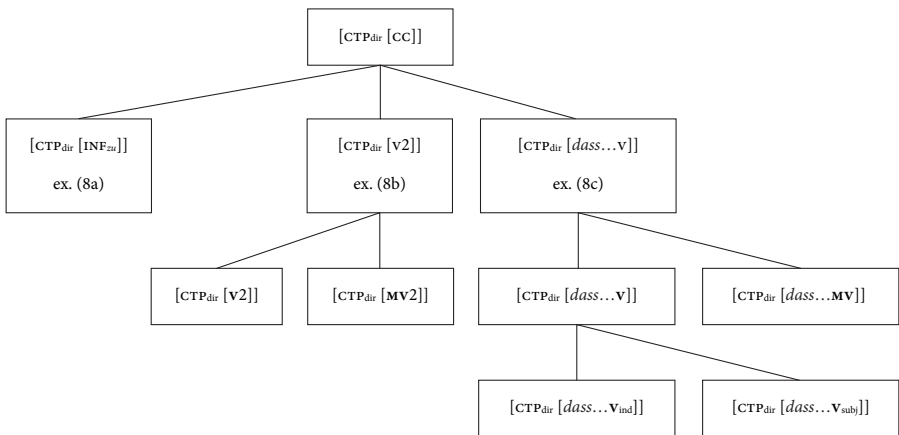 [CTPdir [CC]]
[CTPdir [INFzu]]
ex. (8a)
[CTPdir [V2]]
ex. (8b)
[CTPdir [dass…V]]
ex. (8c)
[CTPdir [V2]]
[CTPdir [MV2]]
[CTPdir [dass…V]]
[CTPdir [dass…MV]]
[CTPdir [dass…Vind]]
[CTPdir [dass…Vsubj]]